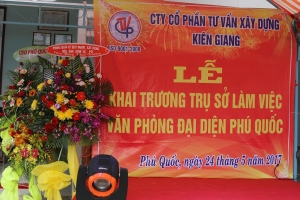 CTY CỔ PHẦN TƯ VẤN XÂY DỰNG
KIÊN GIANG
LỄ
KHAI TRƯƠNG TRỤ SỞ LÀM VIỆC
VĂN PHÒNG ĐẠI DIỆN PHÚ QUỐC
Phú Quốc, ngày 24 tháng 5 năm 2017